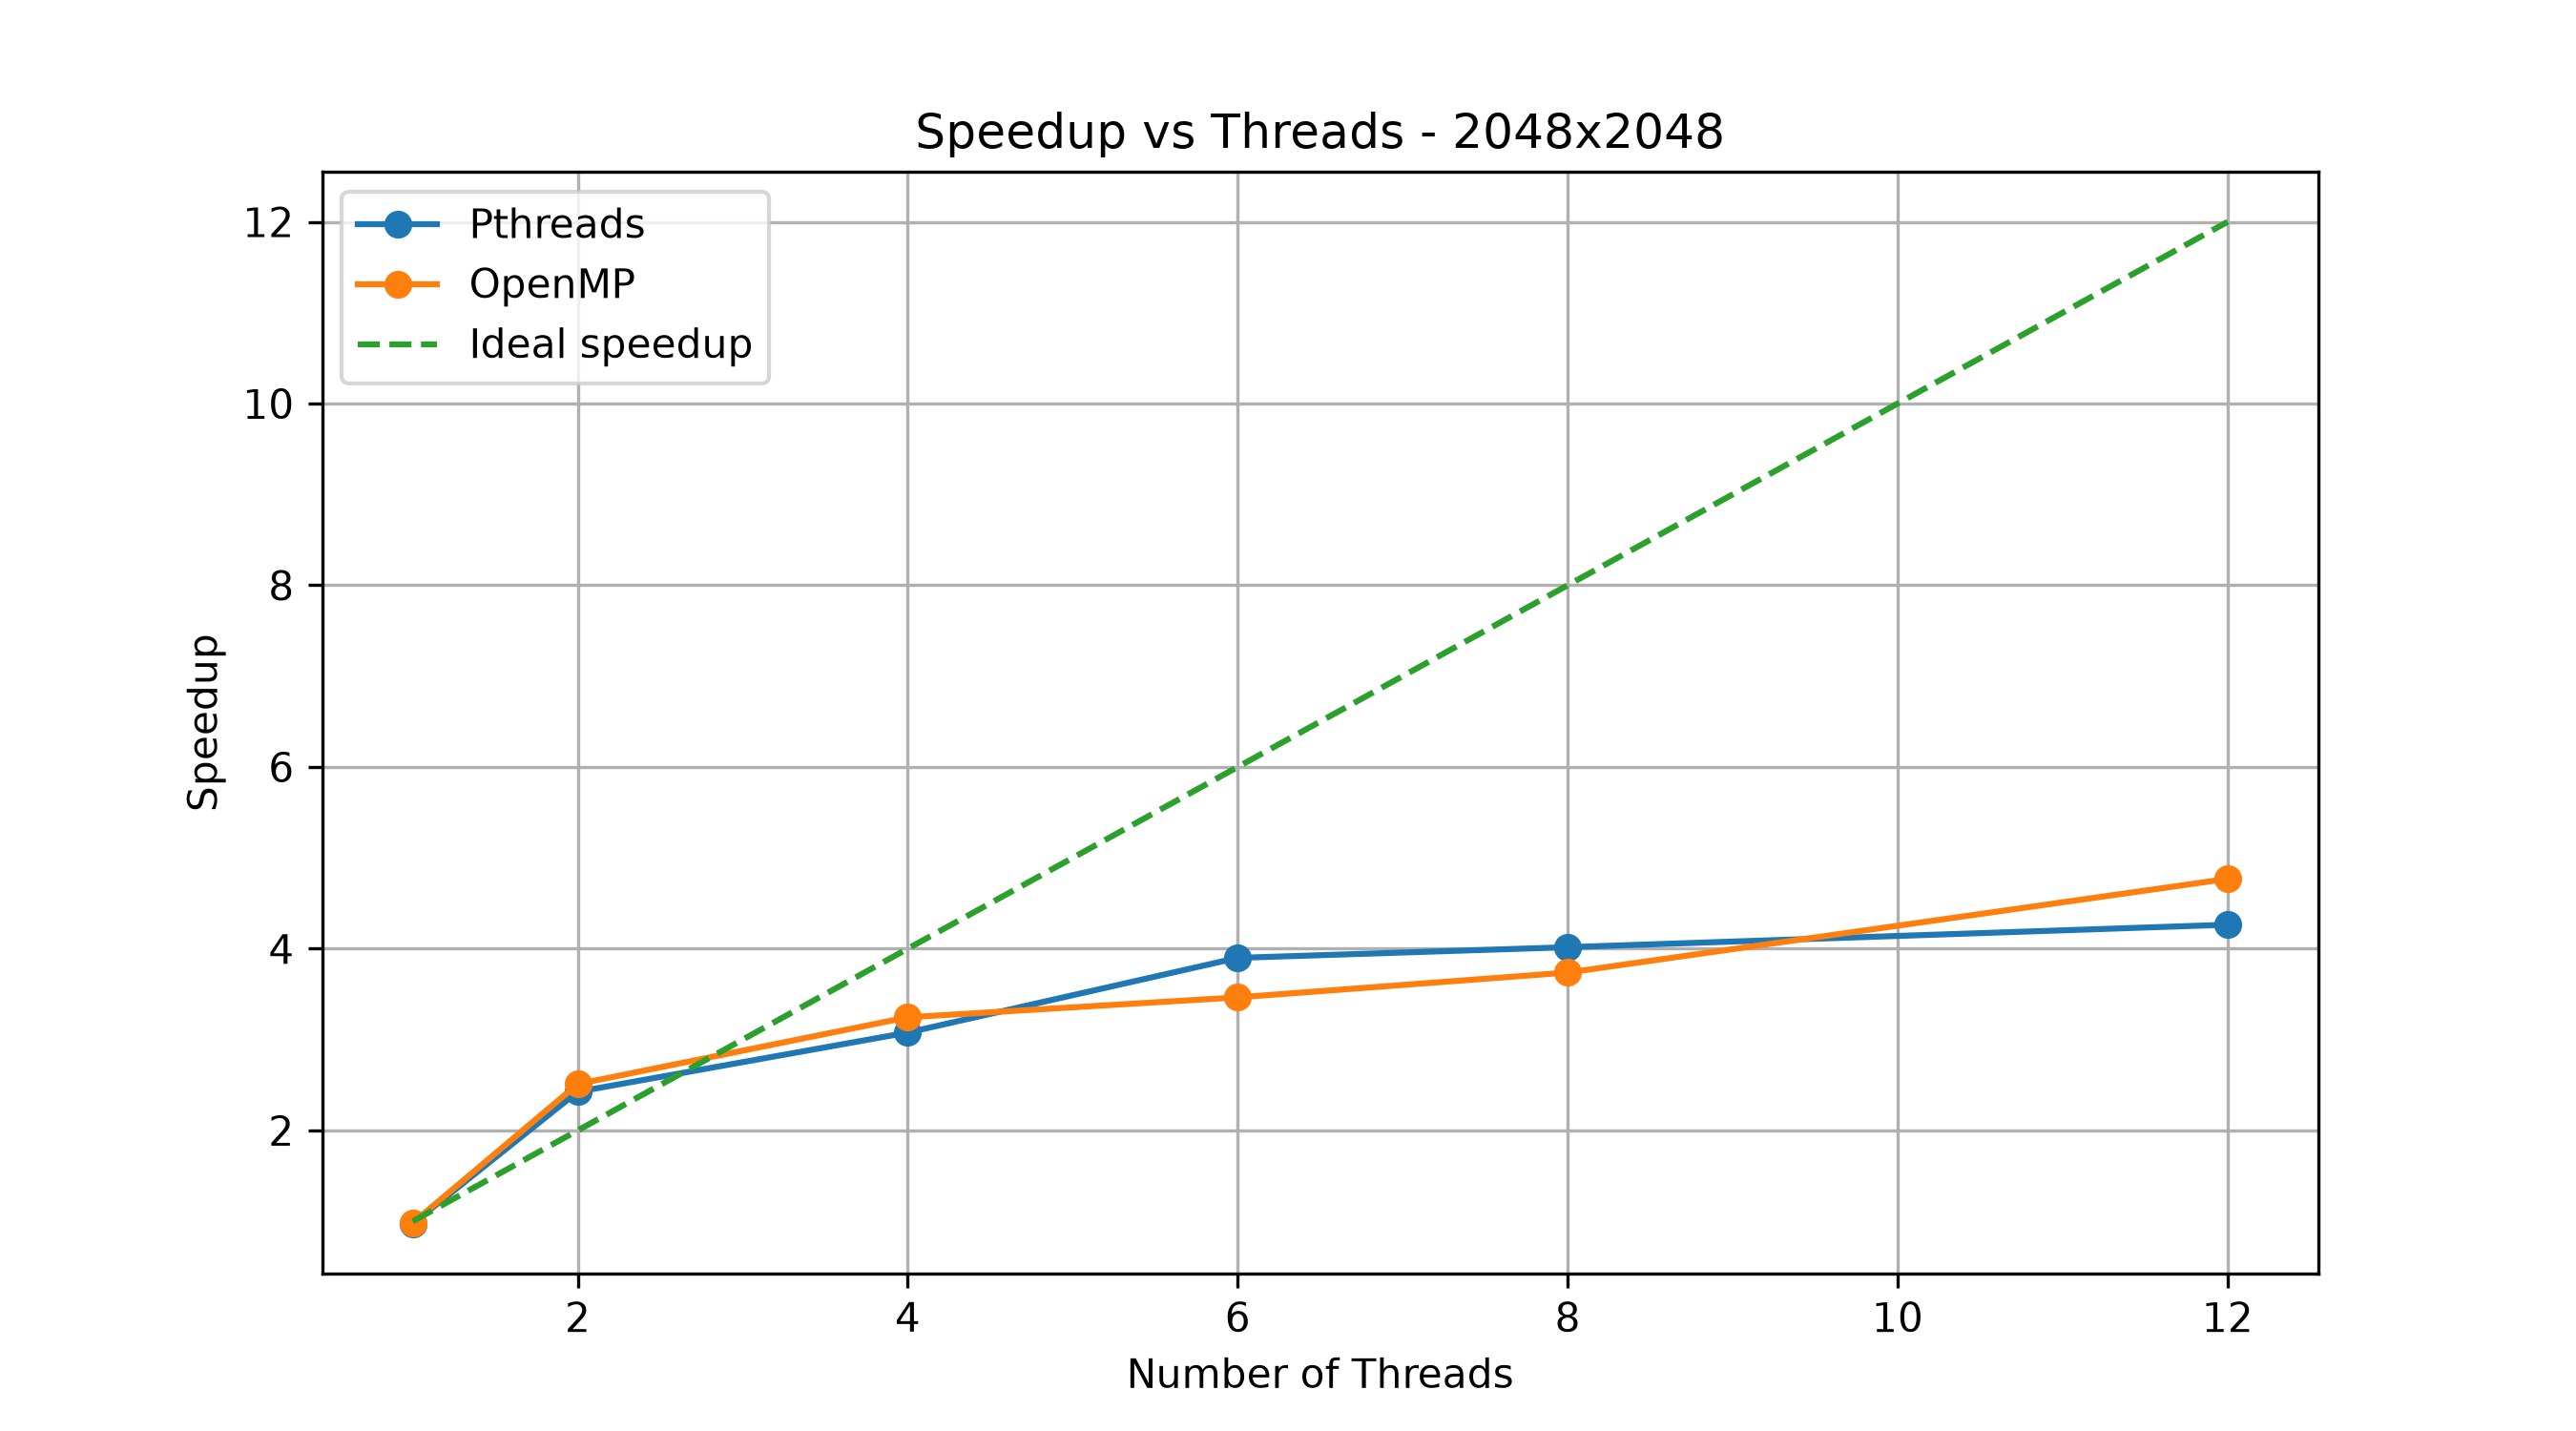 Speedup vs Threads - 2048x2048
Pthreads
OpenMP
Ideal speedup
12
10
8
6
4
2
Speedup
2 4 6 8 10 12
Number of Threads